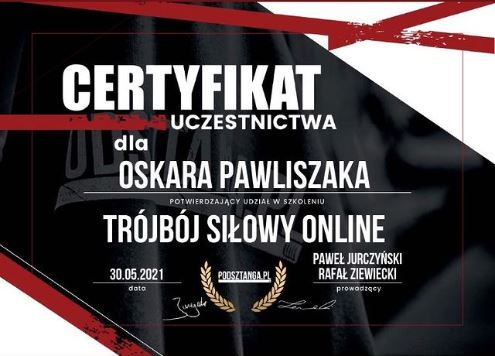 CERTYFIKAT
UCZESTNICTWA
dla
OSKARA PAWLISZAKA
POTWIERDZAJĄCY UDZIAŁ W SZKOLENIU
TRÓJBÓJ SIŁOWY ONLINE
30.05.2021
data
PODSZTANGA.PL
PAWEŁ JURCZYŃSKI
RAFAŁ ZIEWIECKI
prowadzący